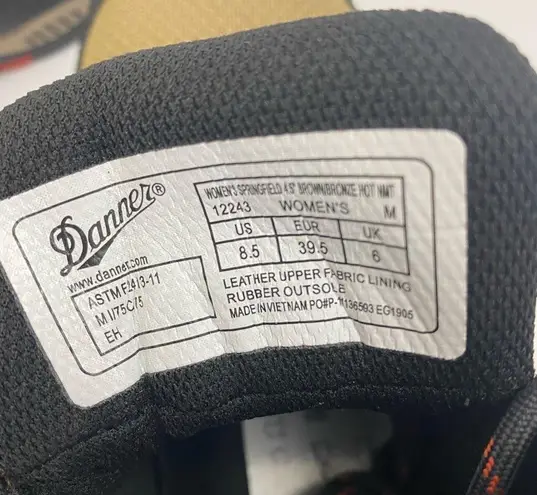 Danner®
www.danner.com
ASTM F2413-11
M I/75 C/75
EH
WOMEN'S SPRINGFIELD 4.5" BROWN/BRONZE HOT NMT
12243 WOMEN'S M
US EUR UK
8.5 39.5 6
LEATHER UPPER FABRIC LINING
RUBBER OUTSOLE
MADE IN VIETNAM PO#P-11136593 EG1905